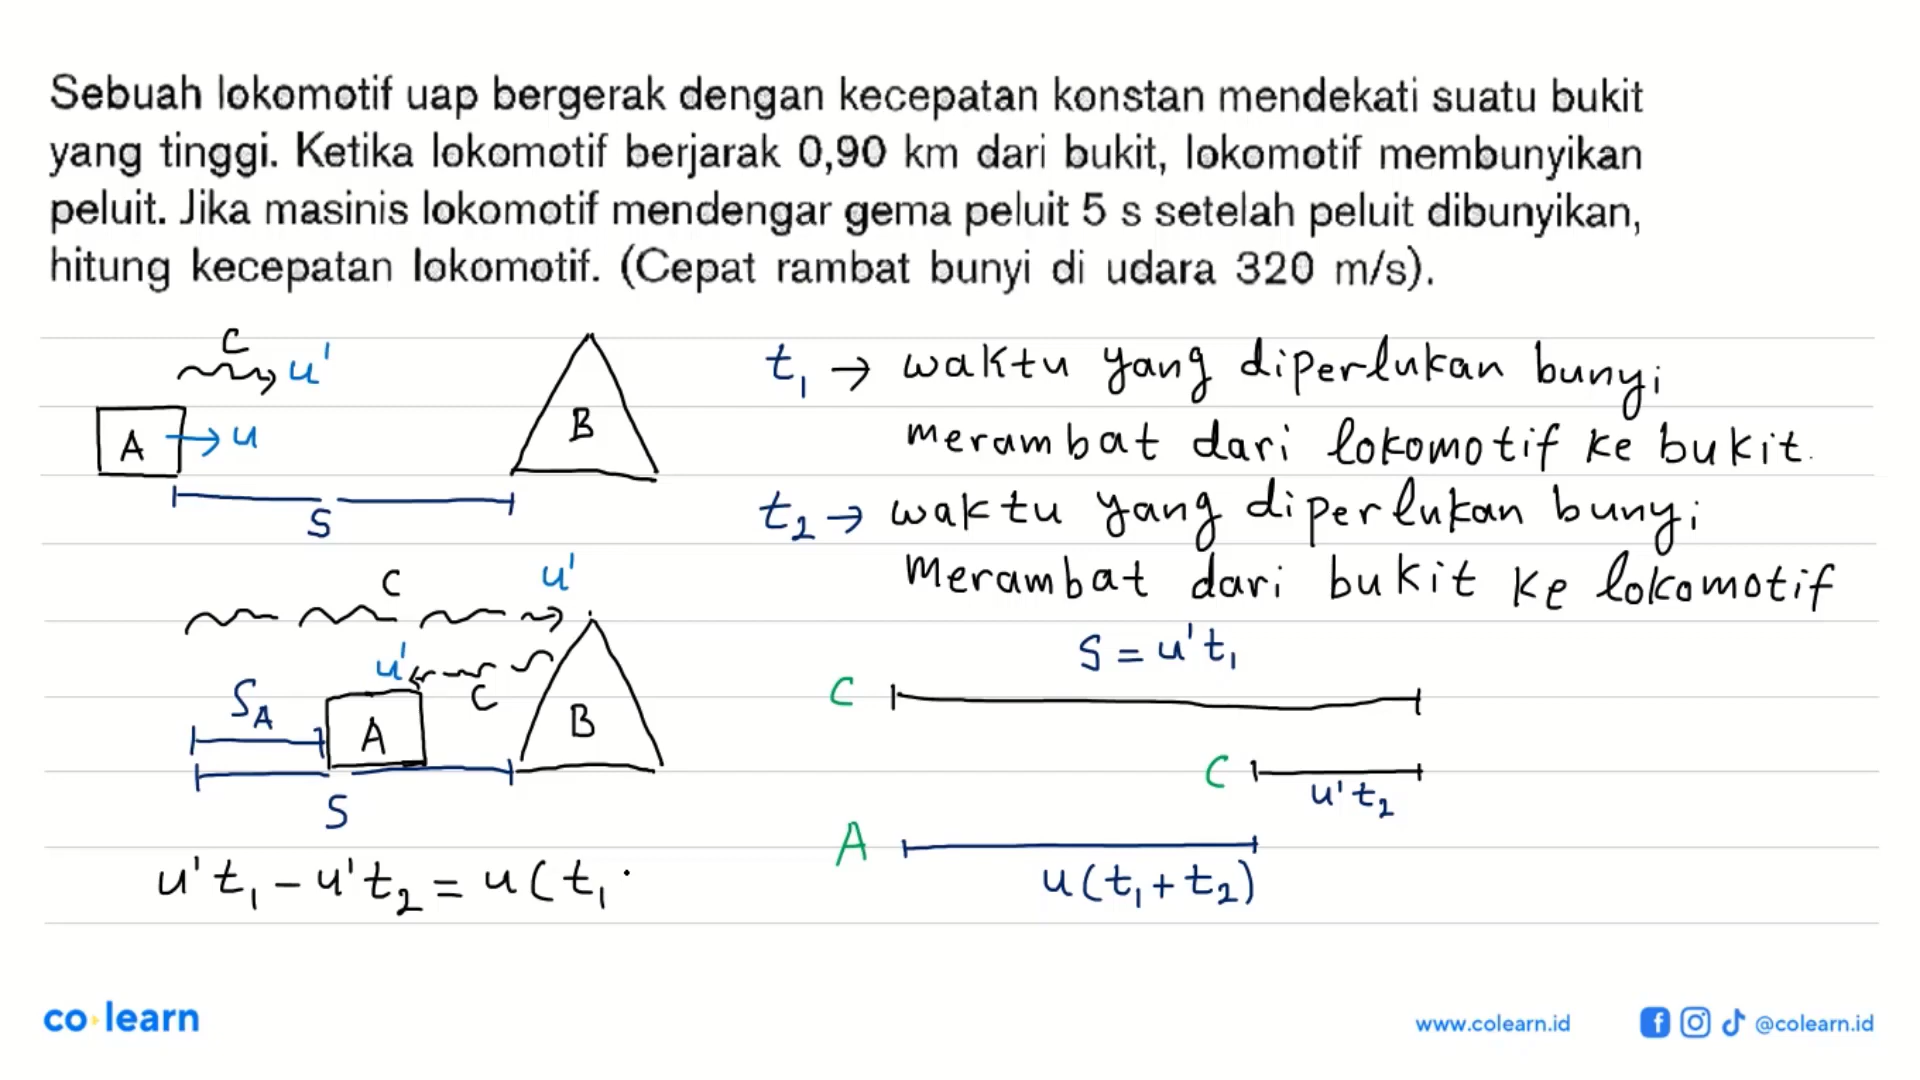 Sebuah lokomotif uap bergerak dengan kecepatan konstan mendekati suatu bukit
yang tinggi. Ketika lokomotif berjarak 0,90 km dari bukit, lokomotif membunyikan
peluit. Jika masinis lokomotif mendengar gema peluit 5 s setelah peluit dibunyikan,
hitung kecepatan lokomotif. (Cepat rambat bunyi di udara 320 m/s).
C
u'
A
u
B
S
t₁ → waktu yang diperlukan bunyi
merambat dari lokomotif ke bukit.
t₂ → waktu yang diperlukan bunyi
Merambat dari bukit ke lokomotif
C
u'
u'
C
S_A
A
B
S
S = u't₁
C
C
u't₂
A
u(t₁ + t₂)
u't₁ - u't₂ = u(t₁
co learn
www.colearn.id
@colearn.id